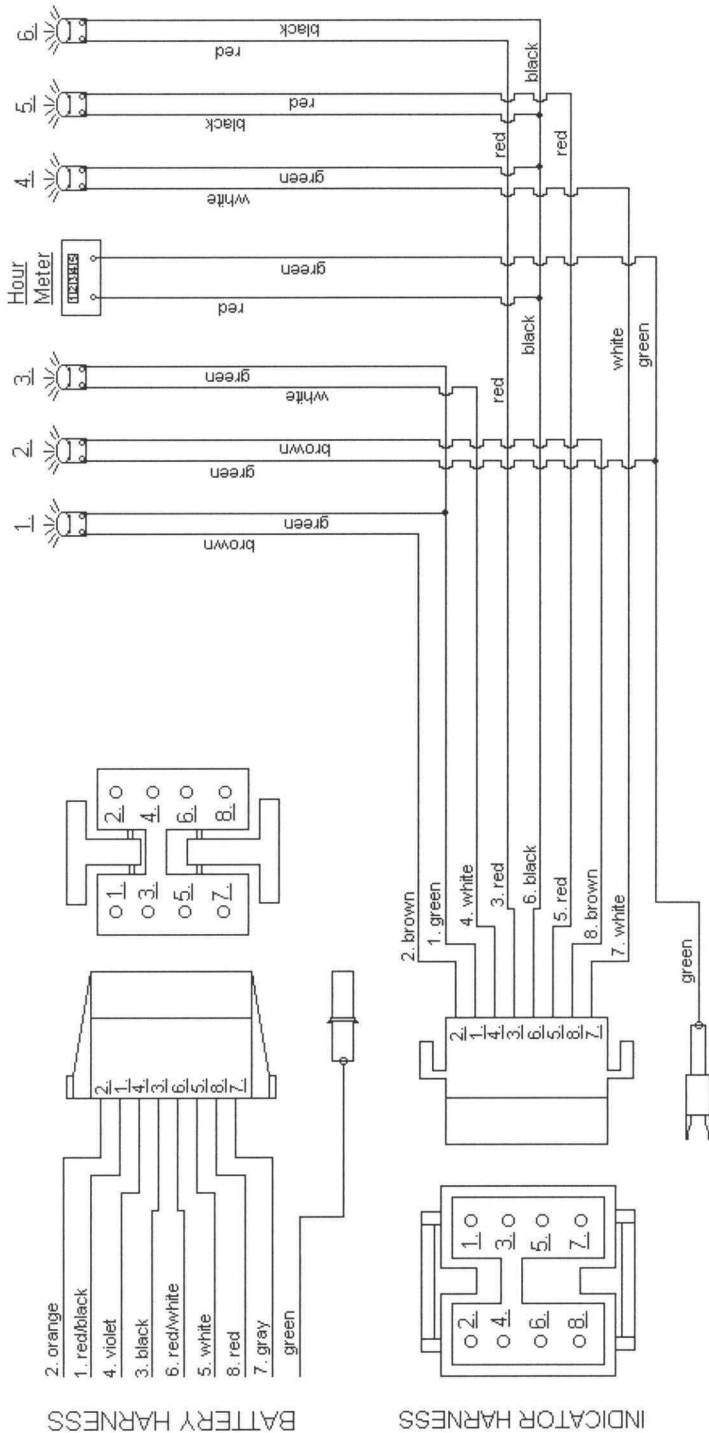 6.
5.
4.
Hour
Meter
12345
3.
2.
1.
black
red
red
black
green
white
green
red
green
white
brown
green
green
brown
black
red
red
black
red
white
green
2. brown
1. green
4. white
3. red
6. black
5. red
8. brown
7. white
green
2.
1.
4.
3.
6.
5.
8.
7.
1.
2.
3.
4.
5.
6.
7.
8.
2.
1.
4.
3.
6.
5.
8.
7.
2. orange
1. red/black
4. violet
3. black
6. red/white
5. white
8. red
7. gray
green
2.
1.
4.
3.
6.
5.
8.
7.
BATTERY HARNESS
INDICATOR HARNESS